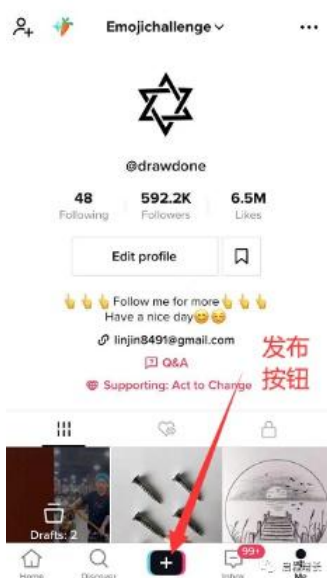 Emojichallenge
@drawdone
48 592.2K 6.5M
Following Followers Likes
Edit profile
👆👆👆Follow me for more👆👆👆
Have a nice day😄😊
linjin8491@gmail.com
Q&A
Supporting: Act to Change
发布
按钮
Drafts: 2
99+
Home Discover Inbox Me